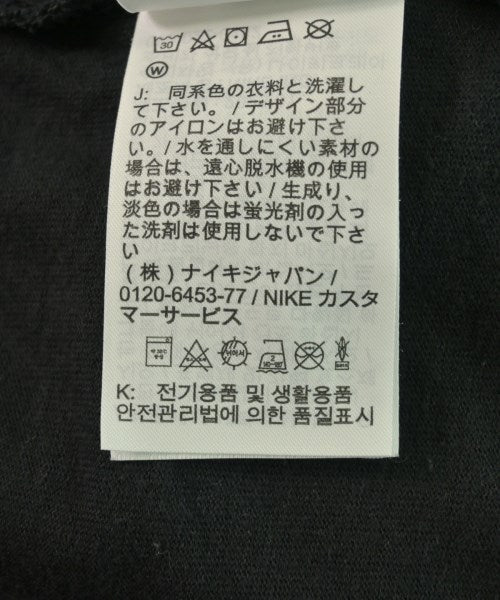 30
W
J: 同系色の衣料と洗濯し
て下さい。/ デザイン部分
のアイロンはお避け下さ
い。/ 水を通しにくい素材の
場合は、遠心脱水機の使用
はお避け下さい / 生成り、
淡色の場合は蛍光剤の入っ
た洗剤は使用しないで下さ
い
(株) ナイキジャパン /
0120-6453-77 / NIKE カスタ
マーサービス
K: 전기용품 및 생활용품
안전관리법에 의한 품질표시